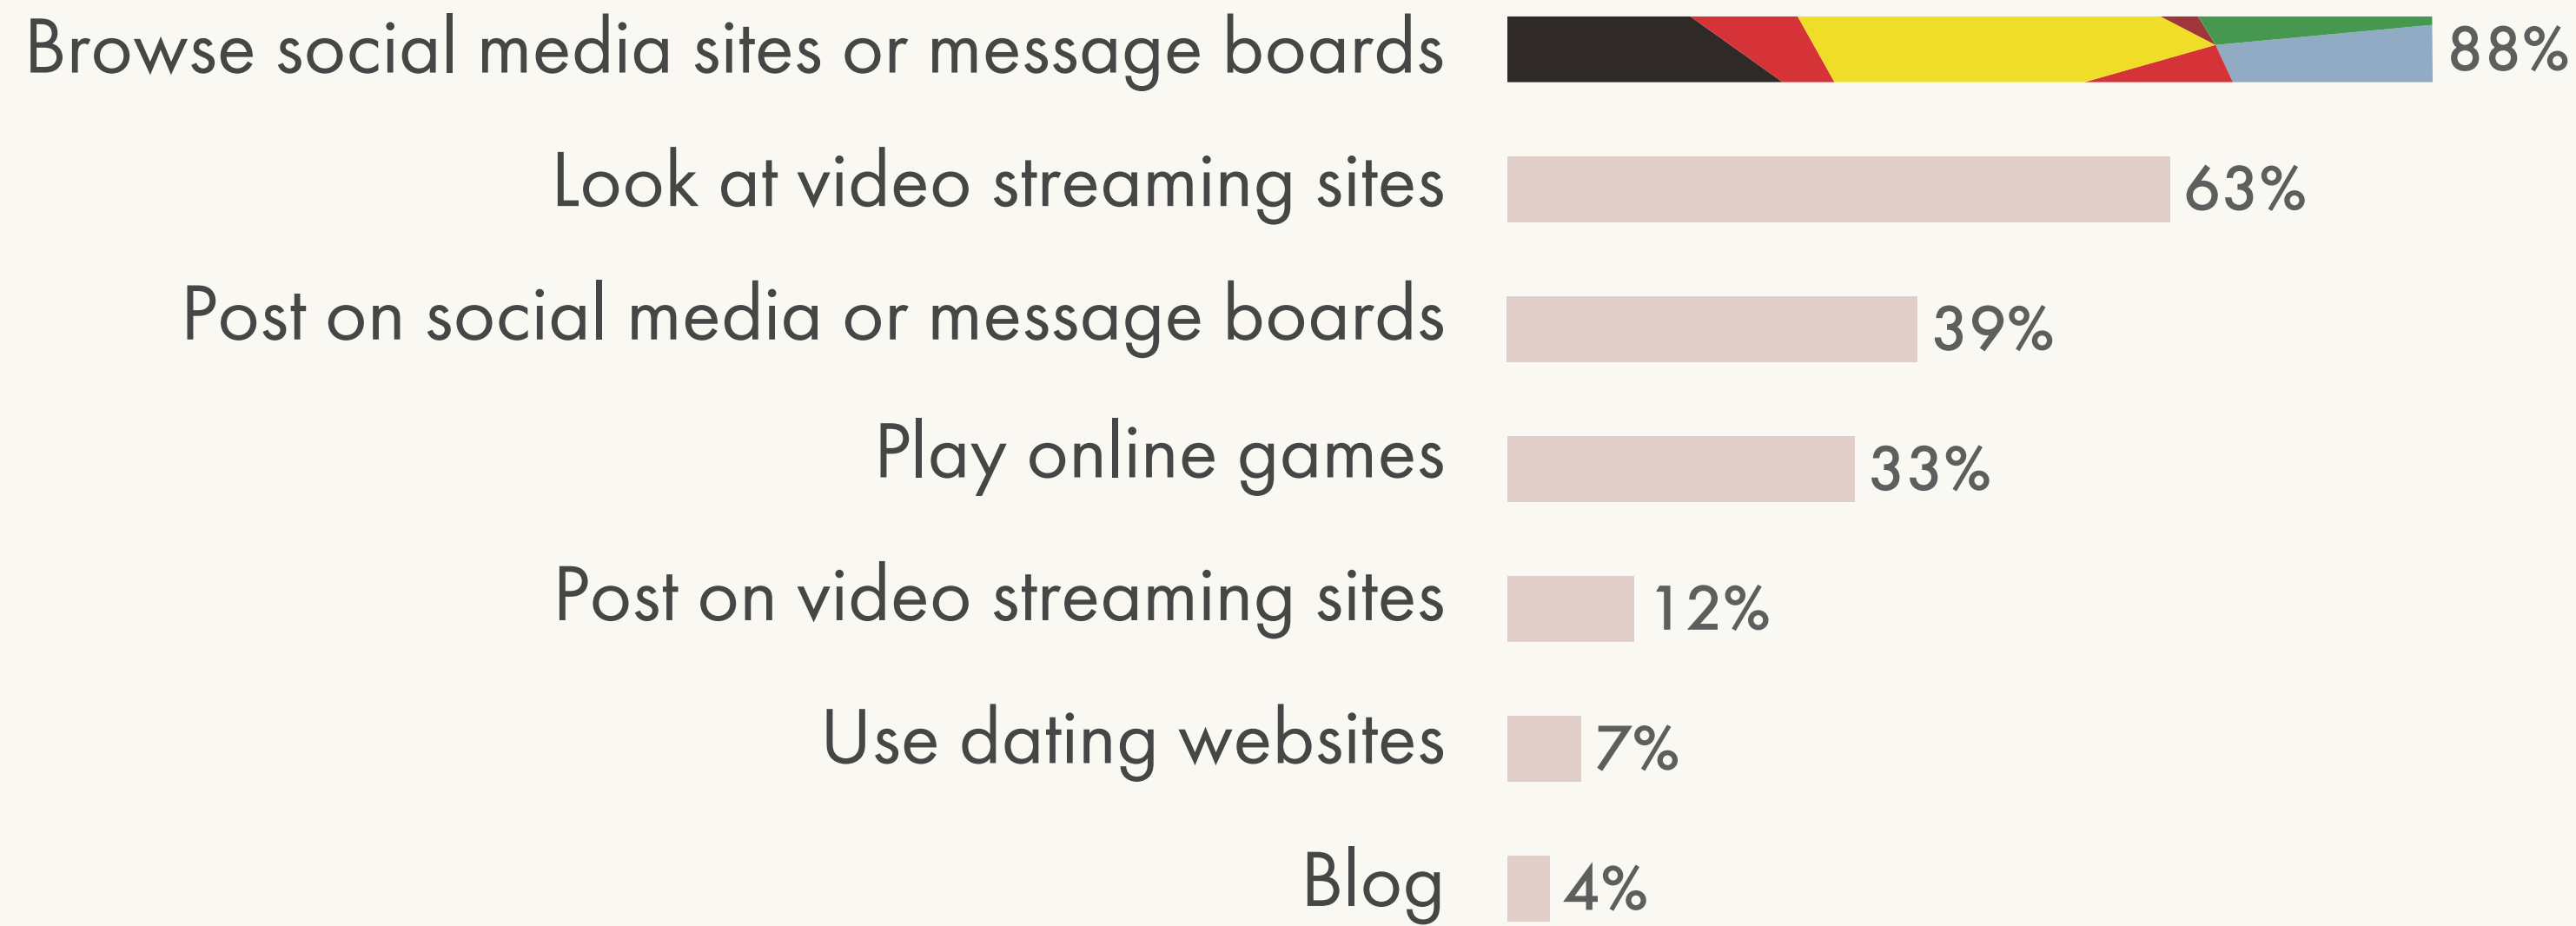 Browse social media sites or message boards 88%
Look at video streaming sites 63%
Post on social media or message boards 39%
Play online games 33%
Post on video streaming sites 12%
Use dating websites 7%
Blog 4%